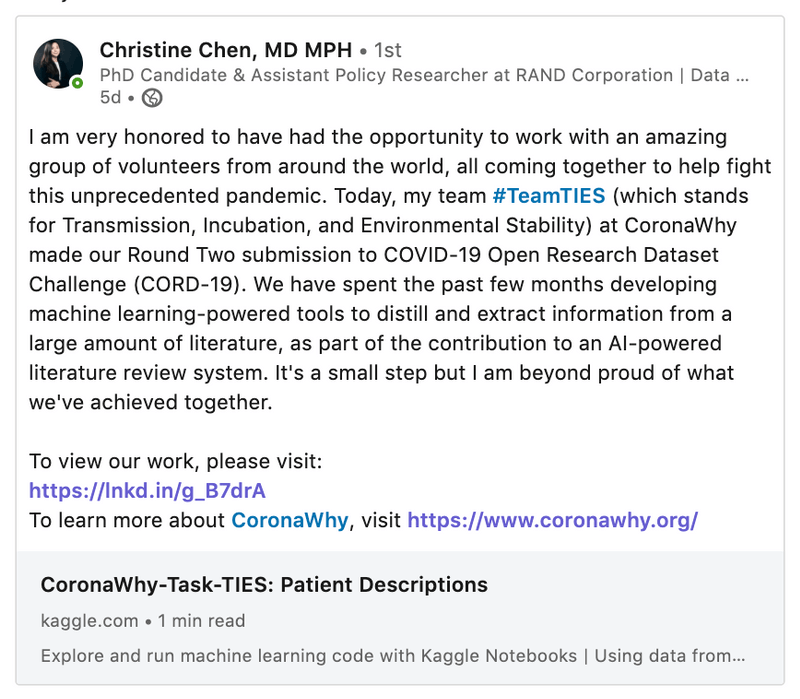 Christine Chen, MD MPH • 1st
PhD Candidate & Assistant Policy Researcher at RAND Corporation | Data ...
5d •
I am very honored to have had the opportunity to work with an amazing
group of volunteers from around the world, all coming together to help fight
this unprecedented pandemic. Today, my team #TeamTIES (which stands
for Transmission, Incubation, and Environmental Stability) at CoronaWhy
made our Round Two submission to COVID-19 Open Research Dataset
Challenge (CORD-19). We have spent the past few months developing
machine learning-powered tools to distill and extract information from a
large amount of literature, as part of the contribution to an AI-powered
literature review system. It's a small step but I am beyond proud of what
we've achieved together.
To view our work, please visit:
https://lnkd.in/g_B7drA
To learn more about CoronaWhy, visit https://www.coronawhy.org/
CoronaWhy-Task-TIES: Patient Descriptions
kaggle.com • 1 min read
Explore and run machine learning code with Kaggle Notebooks | Using data from...